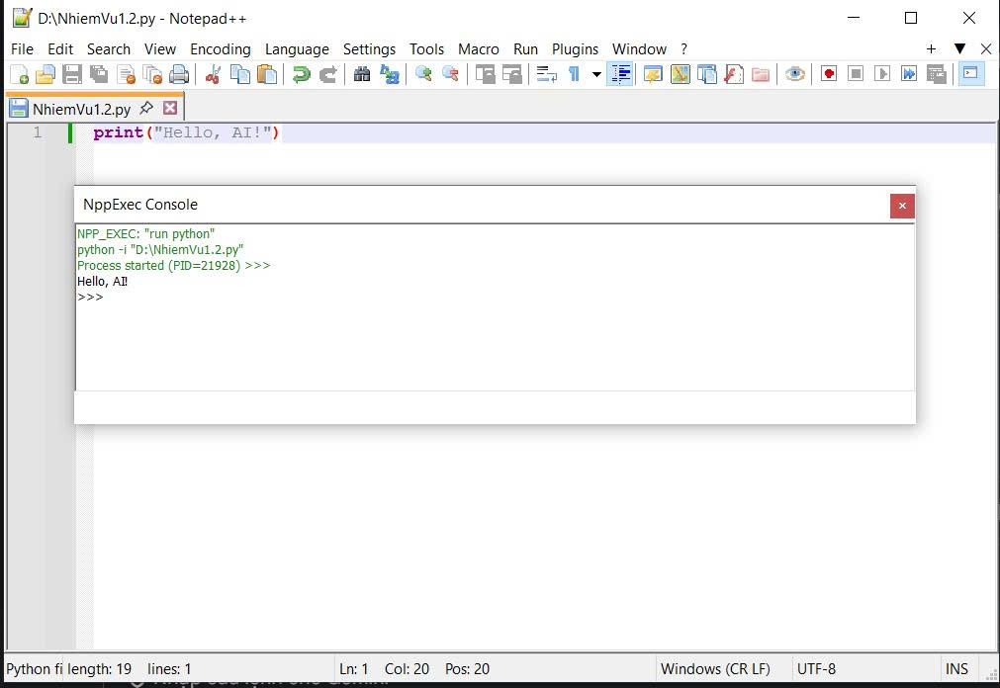 D:\NhiemVu1.2.py - Notepad++
File Edit Search View Encoding Language Settings Tools Macro Run Plugins Window ?
NhiemVu1.2.py
1 print("Hello, AI!")
NppExec Console
NPP_EXEC: "run python"
python -i "D:\NhiemVu1.2.py"
Process started (PID=21928) >>>
Hello, AI!
>>>
Python fi length: 19 lines: 1 Ln: 1 Col: 20 Pos: 20 Windows (CR LF) UTF-8 INS